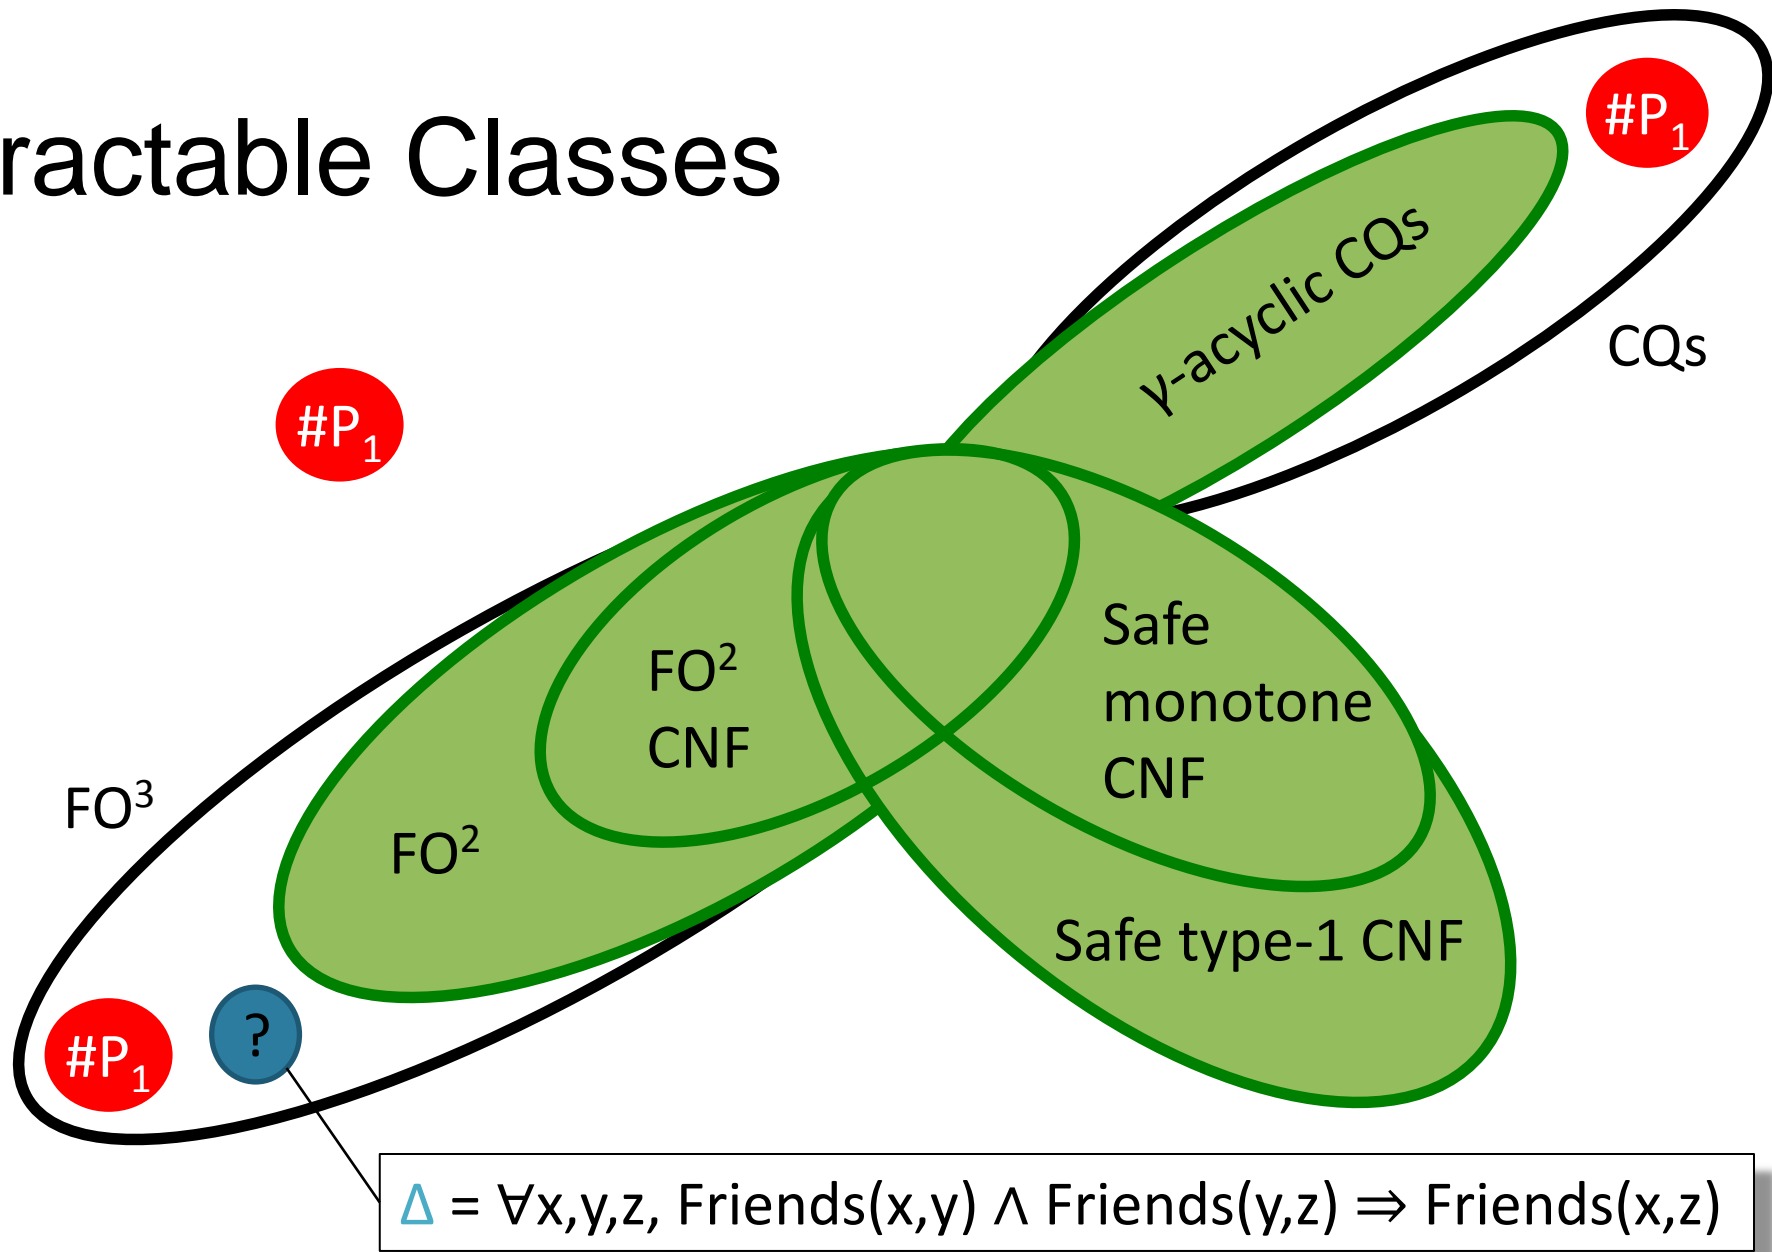 ractable Classes
#P₁
γ-acyclic CQs
CQs
#P₁
FO²
CNF
Safe
monotone
CNF
FO³
FO²
Safe type-1 CNF
#P₁
?
Δ = ∀x,y,z, Friends(x,y) ∧ Friends(y,z) ⇒ Friends(x,z)